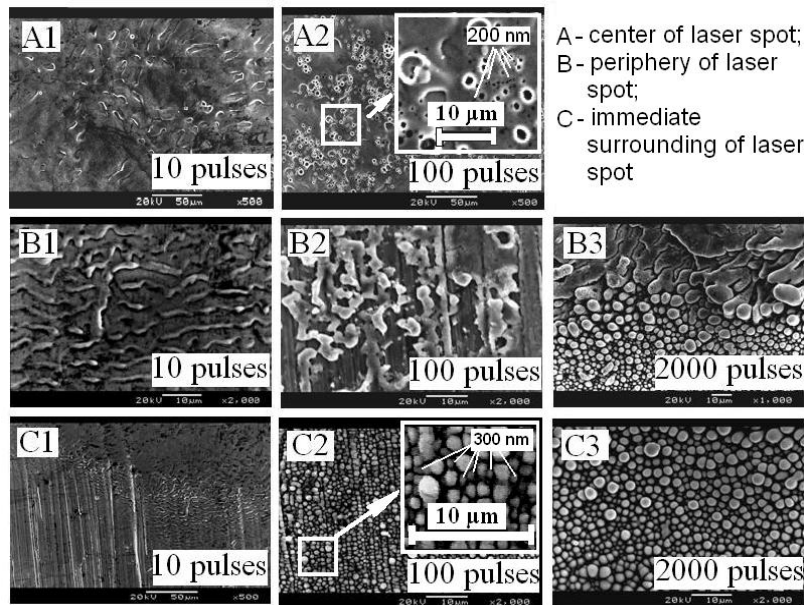 A1
10 pulses
20kV 50µm x500
A2
200 nm
10 µm
100 pulses
20kV 50µm x500
A - center of laser spot;
B - periphery of laser
spot;
C - immediate
surrounding of laser
spot
B1
10 pulses
20kV 10µm x2,000
B2
100 pulses
20kV 10µm x2,000
B3
2000 pulses
20kV 10µm x1,000
C1
10 pulses
20kV 50µm x500
C2
300 nm
10 µm
100 pulses
20kV 10µm x2,000
C3
2000 pulses
20kV 10µm x2,000